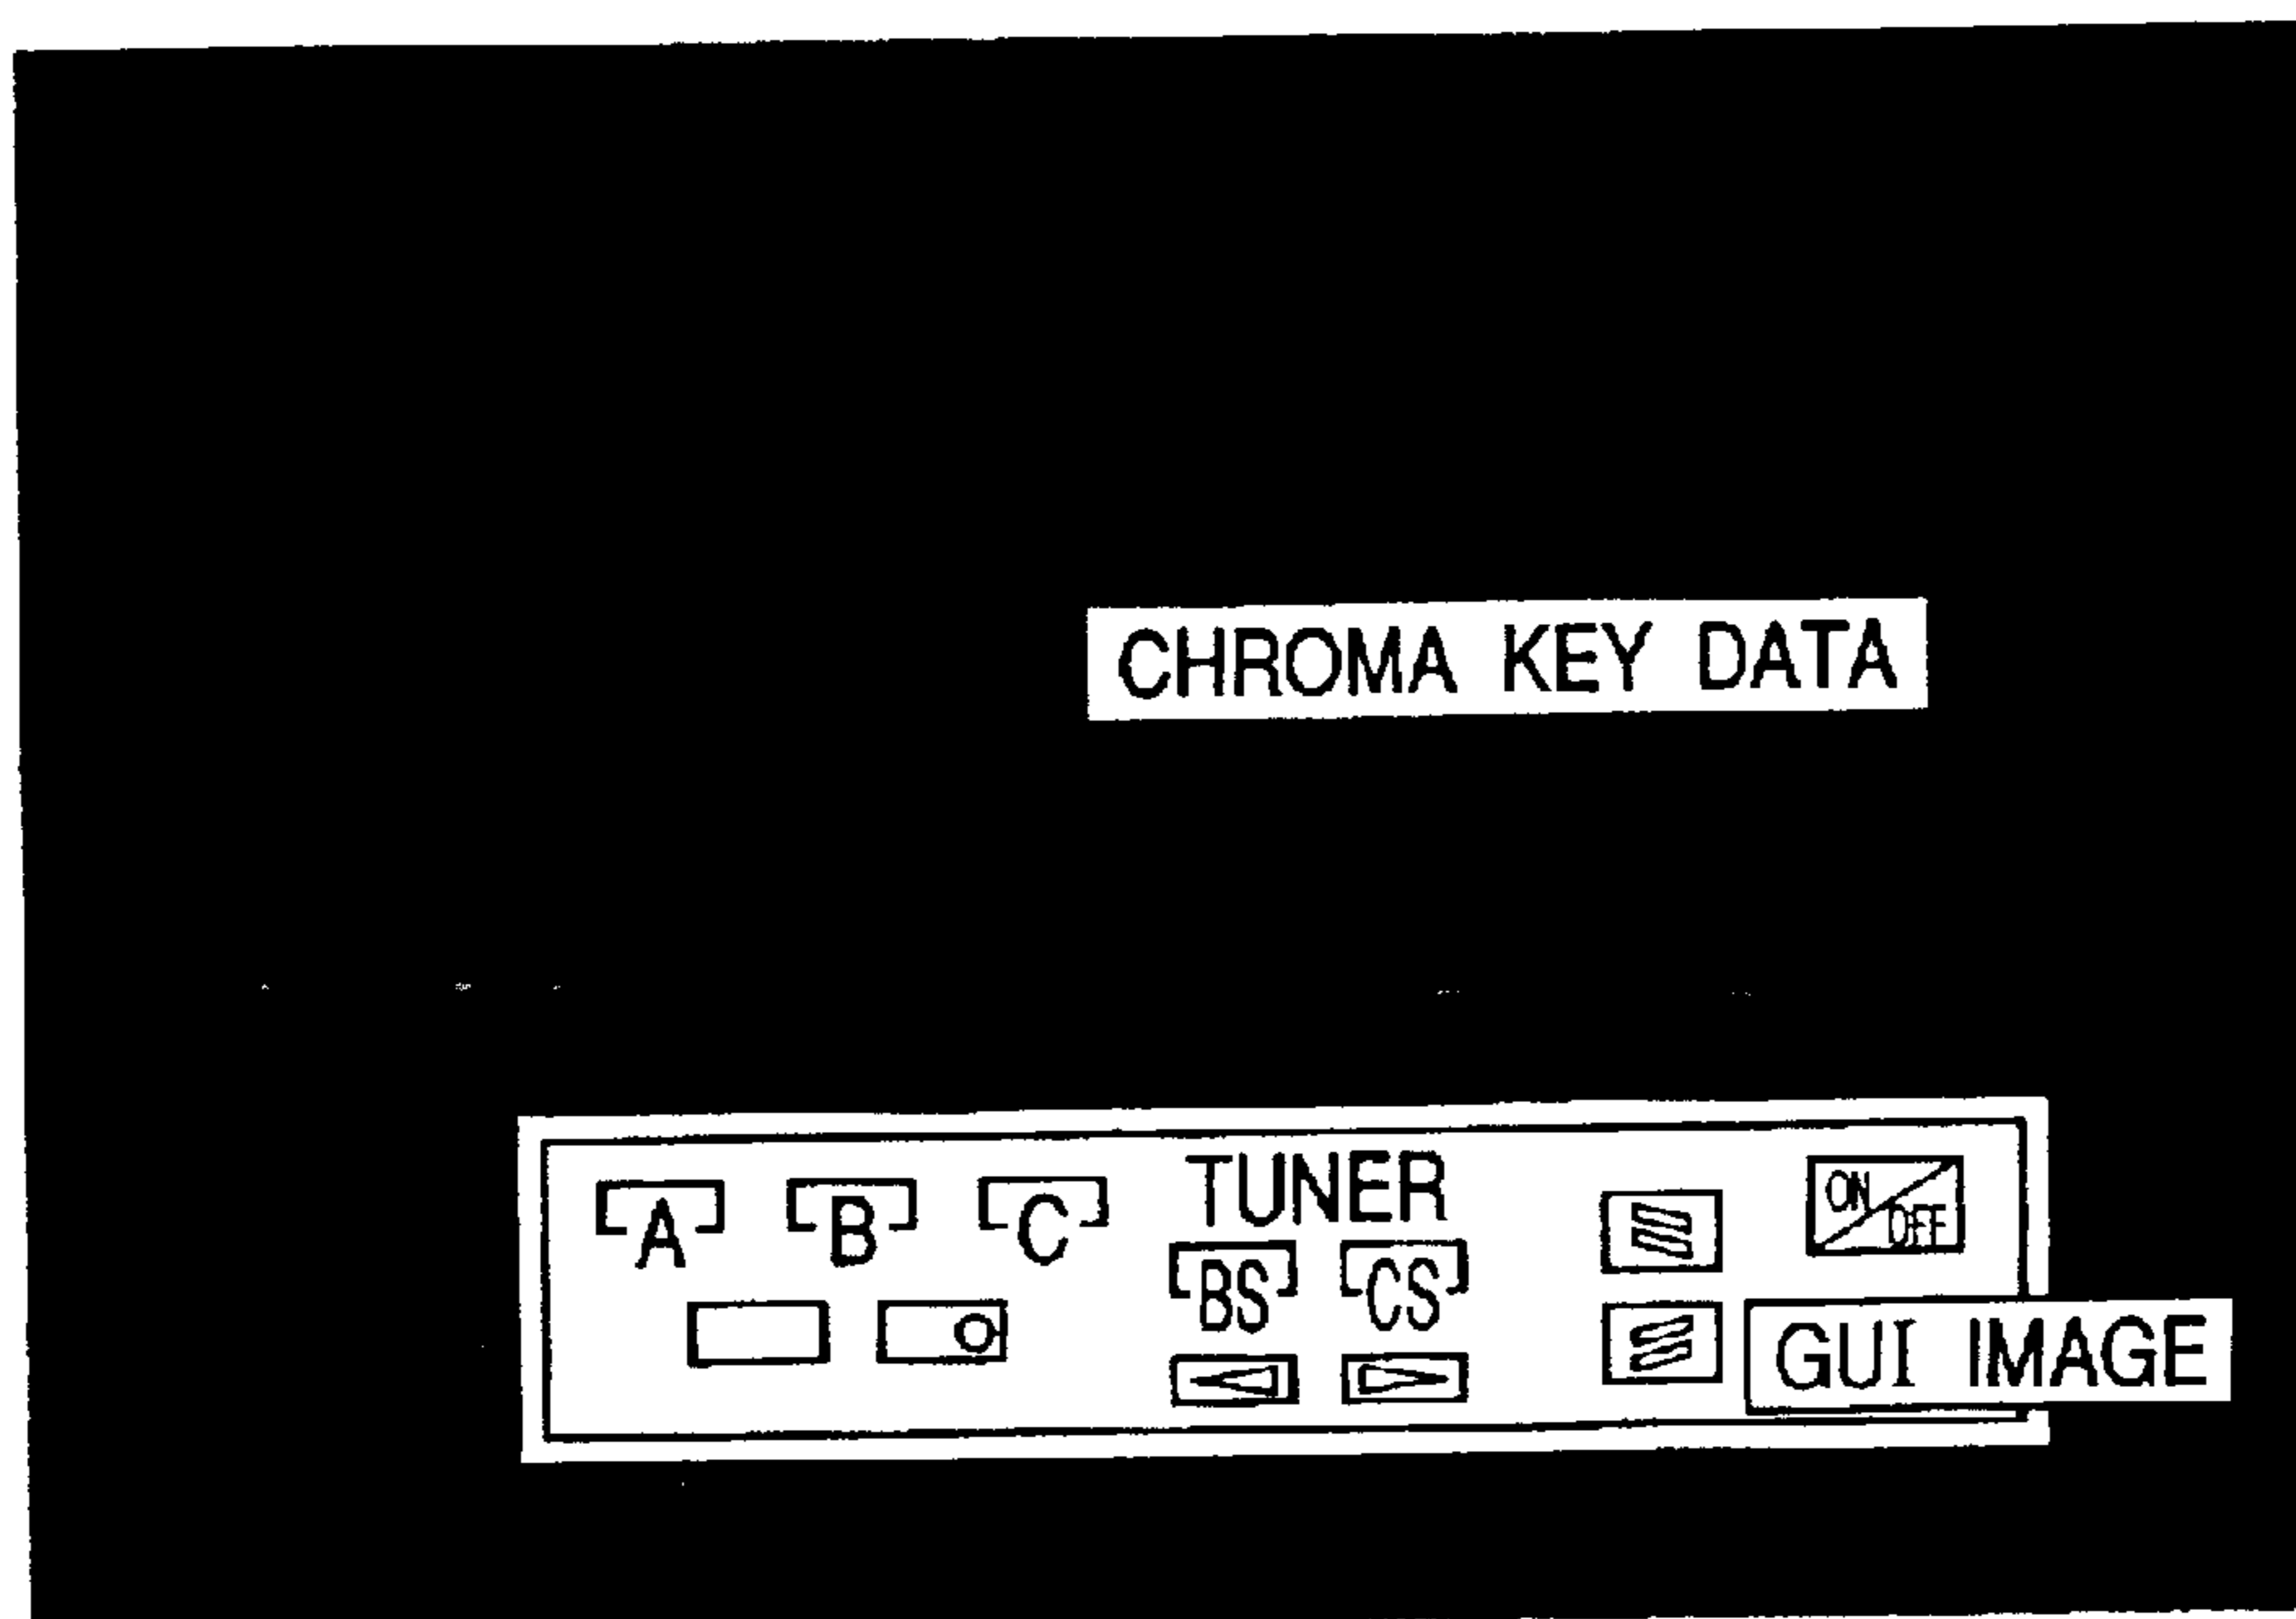 CHROMA KEY DATA
TUNER
A B C
ON/OFF
BS CS
GUI IMAGE